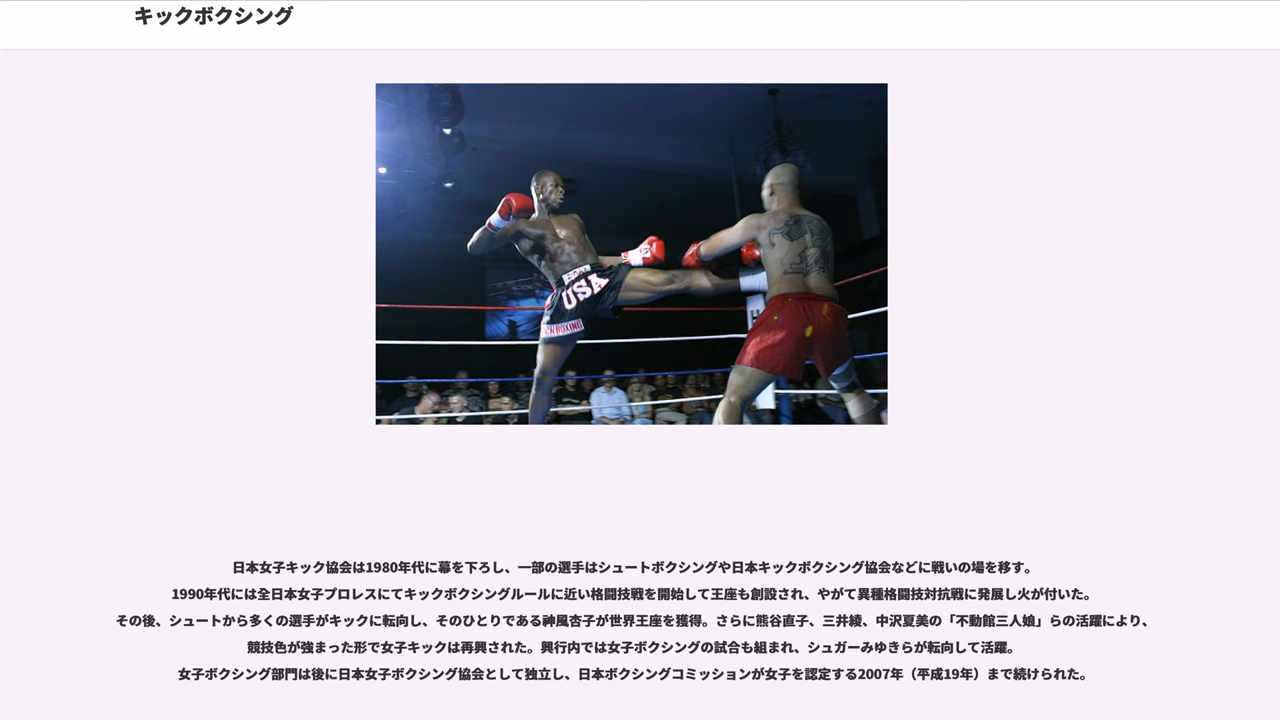 キックボクシング
USA
日本女子キック協会は1980年代に幕を下ろし、一部の選手はシュートボクシングや日本キックボクシング協会などに戦いの場を移す。
1990年代には全日本女子プロレスにてキックボクシングルールに近い格闘技戦を開始して王座も創設され、やがて異種格闘技対抗戦に発展し火が付いた。
その後、シュートから多くの選手がキックに転向し、そのひとりである神風杏子が世界王座を獲得。さらに熊谷直子、三井綾、中沢夏美の「不動館三人娘」らの活躍により、
競技色が強まった形で女子キックは再興された。興行内では女子ボクシングの試合も組まれ、シュガーみゆきらが転向して活躍。
女子ボクシング部門は後に日本女子ボクシング協会として独立し、日本ボクシングコミッションが女子を認定する2007年（平成19年）まで続けられた。